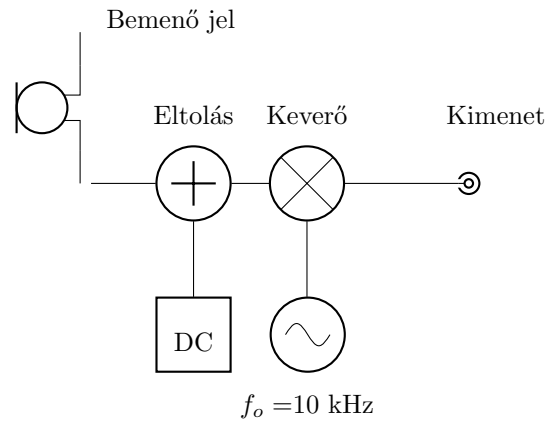 Bemenő jel
Eltolás
Keverő
Kimenet
DC
f_o =10 kHz